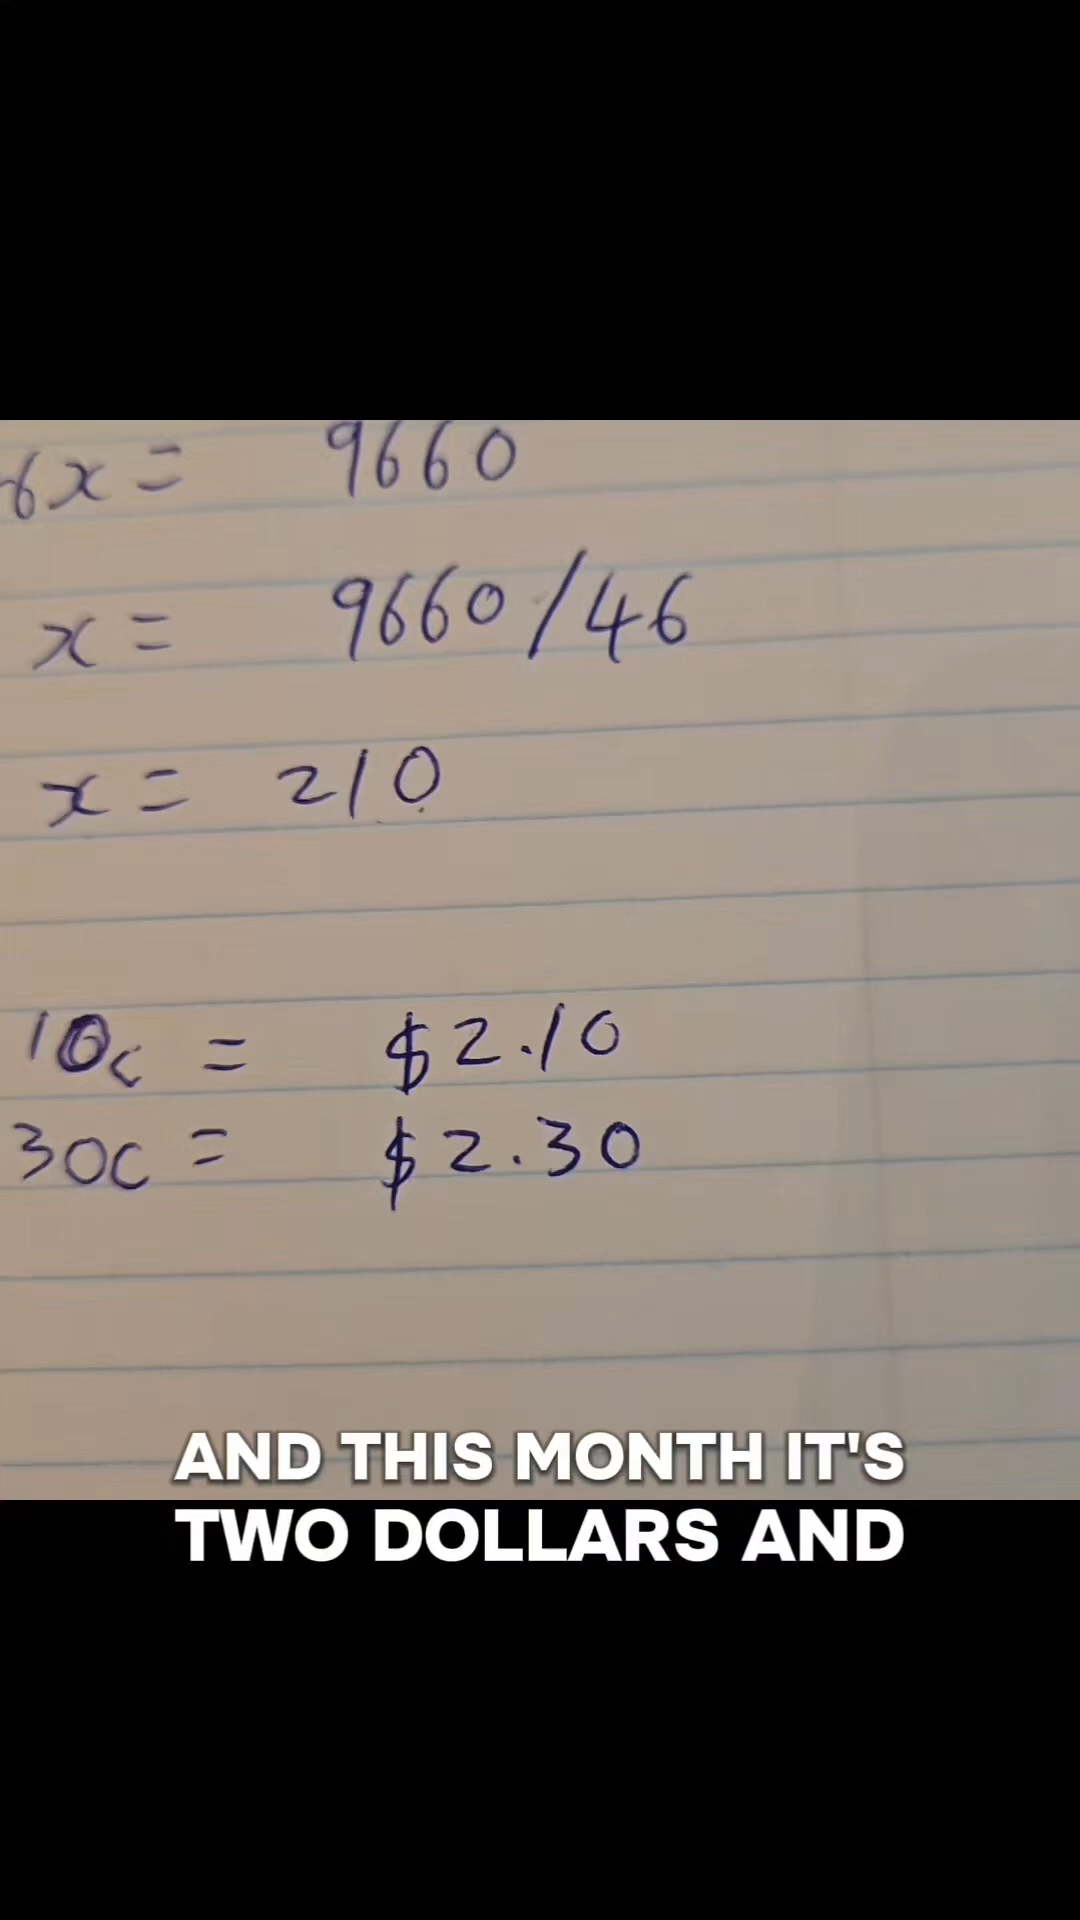 6x = 9660
x = 9660/46
x = 210
10c = $2.10
30c = $2.30
AND THIS MONTH IT'S
TWO DOLLARS AND